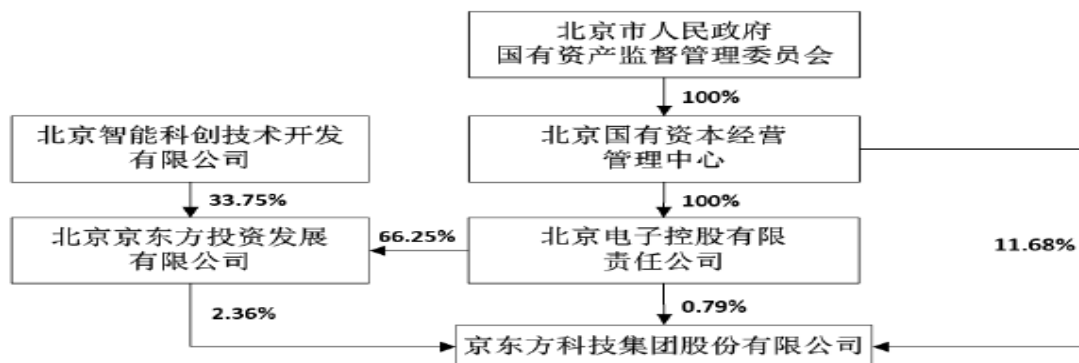 北京市人民政府
国有资产监督管理委员会
100%
北京智能科创技术开发
有限公司
北京国有资本经营
管理中心
33.75%
100%
北京京东方投资发展
有限公司
66.25%
北京电子控股有限
责任公司
11.68%
2.36%
0.79%
京东方科技集团股份有限公司